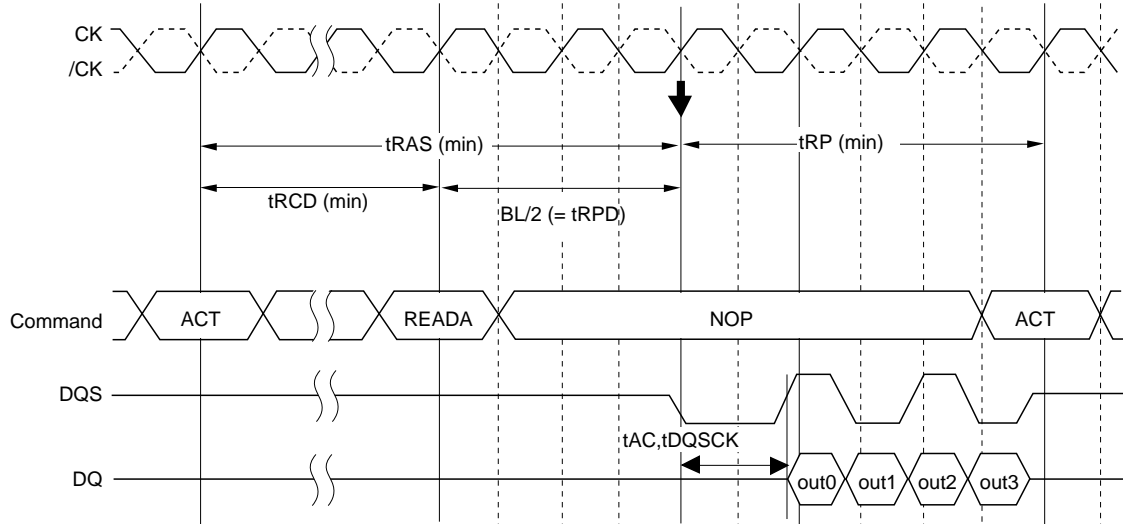 CK
/CK
tRAS (min)
tRP (min)
tRCD (min)
BL/2 (= tRPD)
Command
ACT
READA
NOP
ACT
DQS
tAC,tDQSCK
DQ
out0
out1
out2
out3